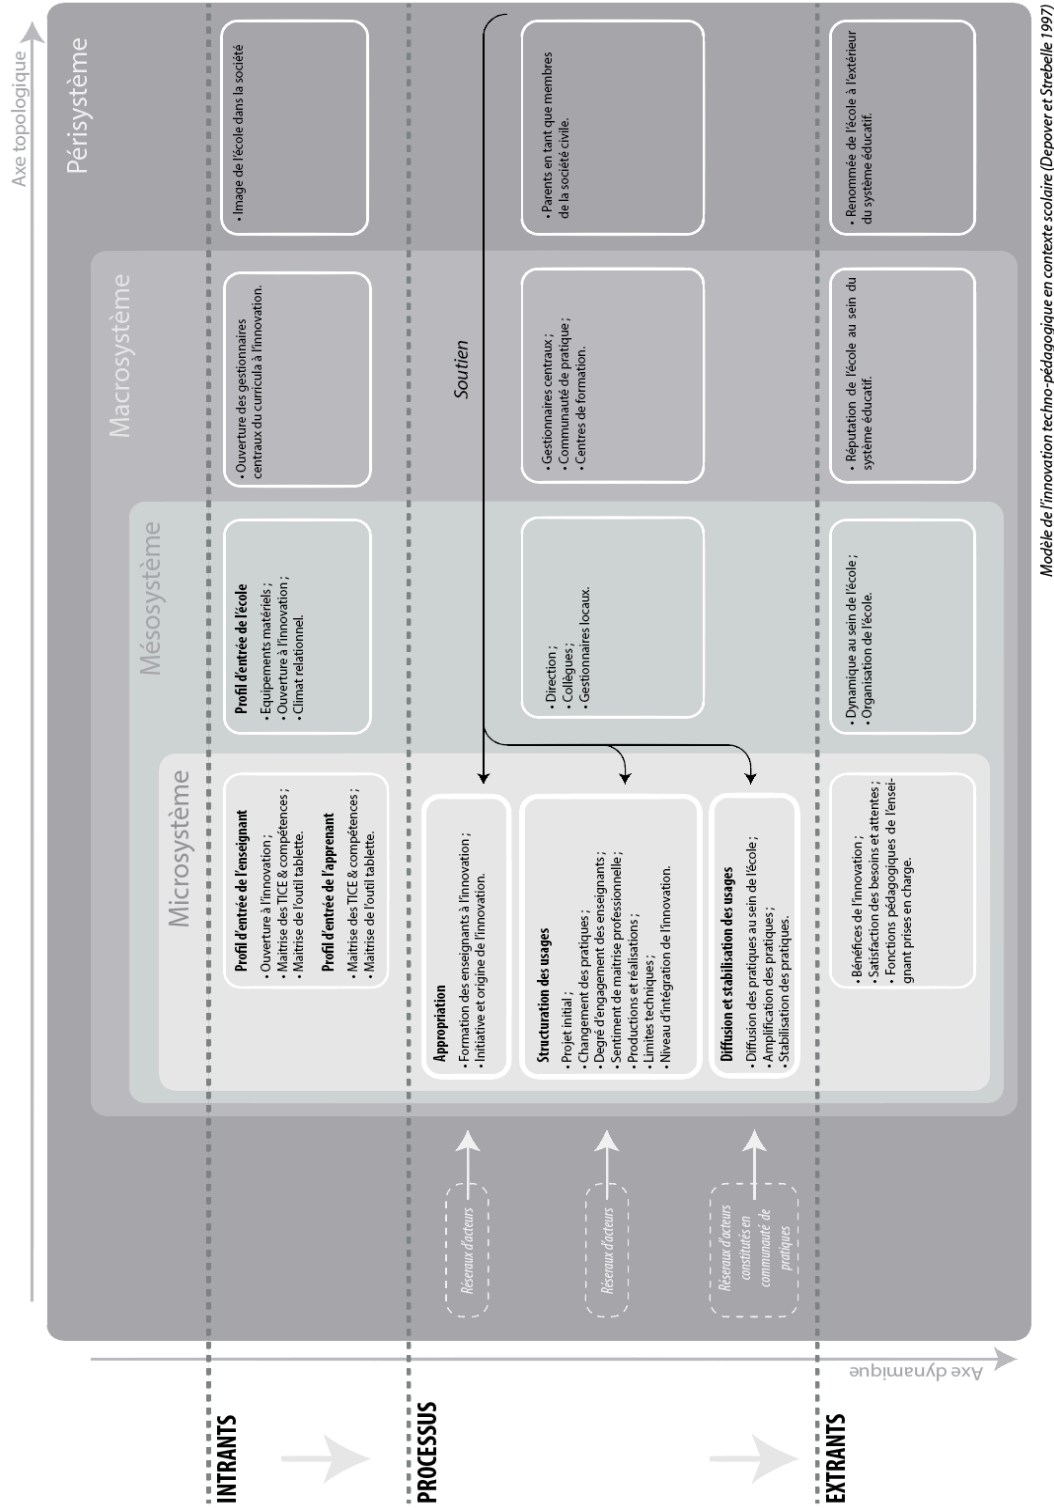 Axe topologique
Périsystème
Macrosystème
Mésosystème
Microsystème
Axe dynamique
INTRANTS
Profil d'entrée de l'enseignant
• Ouverture à l'innovation ;
• Maitrise des TICE & compétences ;
• Maitrise de l'outil tablette.
Profil d'entrée de l'apprenant
• Maitrise des TICE & compétences ;
• Maitrise de l'outil tablette.
Profil d'entrée de l'école
• Equipements matériels ;
• Ouverture à l'innovation ;
• Climat relationnel.
• Ouverture des gestionnaires
centraux du curricula à l'innovation.
• Image de l'école dans la société
PROCESSUS
Soutien
Réseraux d'acteurs
Appropriation
• Formation des enseignants à l'innovation ;
• Initiative et origine de l'innovation.
Réseraux d'acteurs
Structuration des usages
• Projet initial ;
• Changement des pratiques ;
• Degré d'engagement des enseignants ;
• Sentiment de maitrise professionnelle ;
• Productions et réalisations ;
• Limites techniques ;
• Niveau d'intégration de l'innovation.
• Direction ;
• Collègues ;
• Gestionnaires locaux.
• Gestionnaires centraux ;
• Communauté de pratique ;
• Centres de formation.
• Parents en tant que membres
de la société civile.
Réseraux d'acteurs
constitutés en
communauté de
pratiques
Diffusion et stabilisation des usages
• Diffusion des pratiques au sein de l'école ;
• Amplification des pratiques ;
• Stabilisation des pratiques.
EXTRANTS
• Bénéfices de l'innovation ;
• Satisfaction des besoins et attentes ;
• Fonctions pédagogiques de l'ensei-
gnant prises en charge.
• Dynamique au sein de l'école ;
• Organisation de l'école.
• Réputation de l'école au sein du
système éducatif.
• Renommée de l'école à l'extérieur
du système éducatif.
Modèle de l'innovation techno-pédagogique en contexte scolaire (Depover et Strebelle 1997)